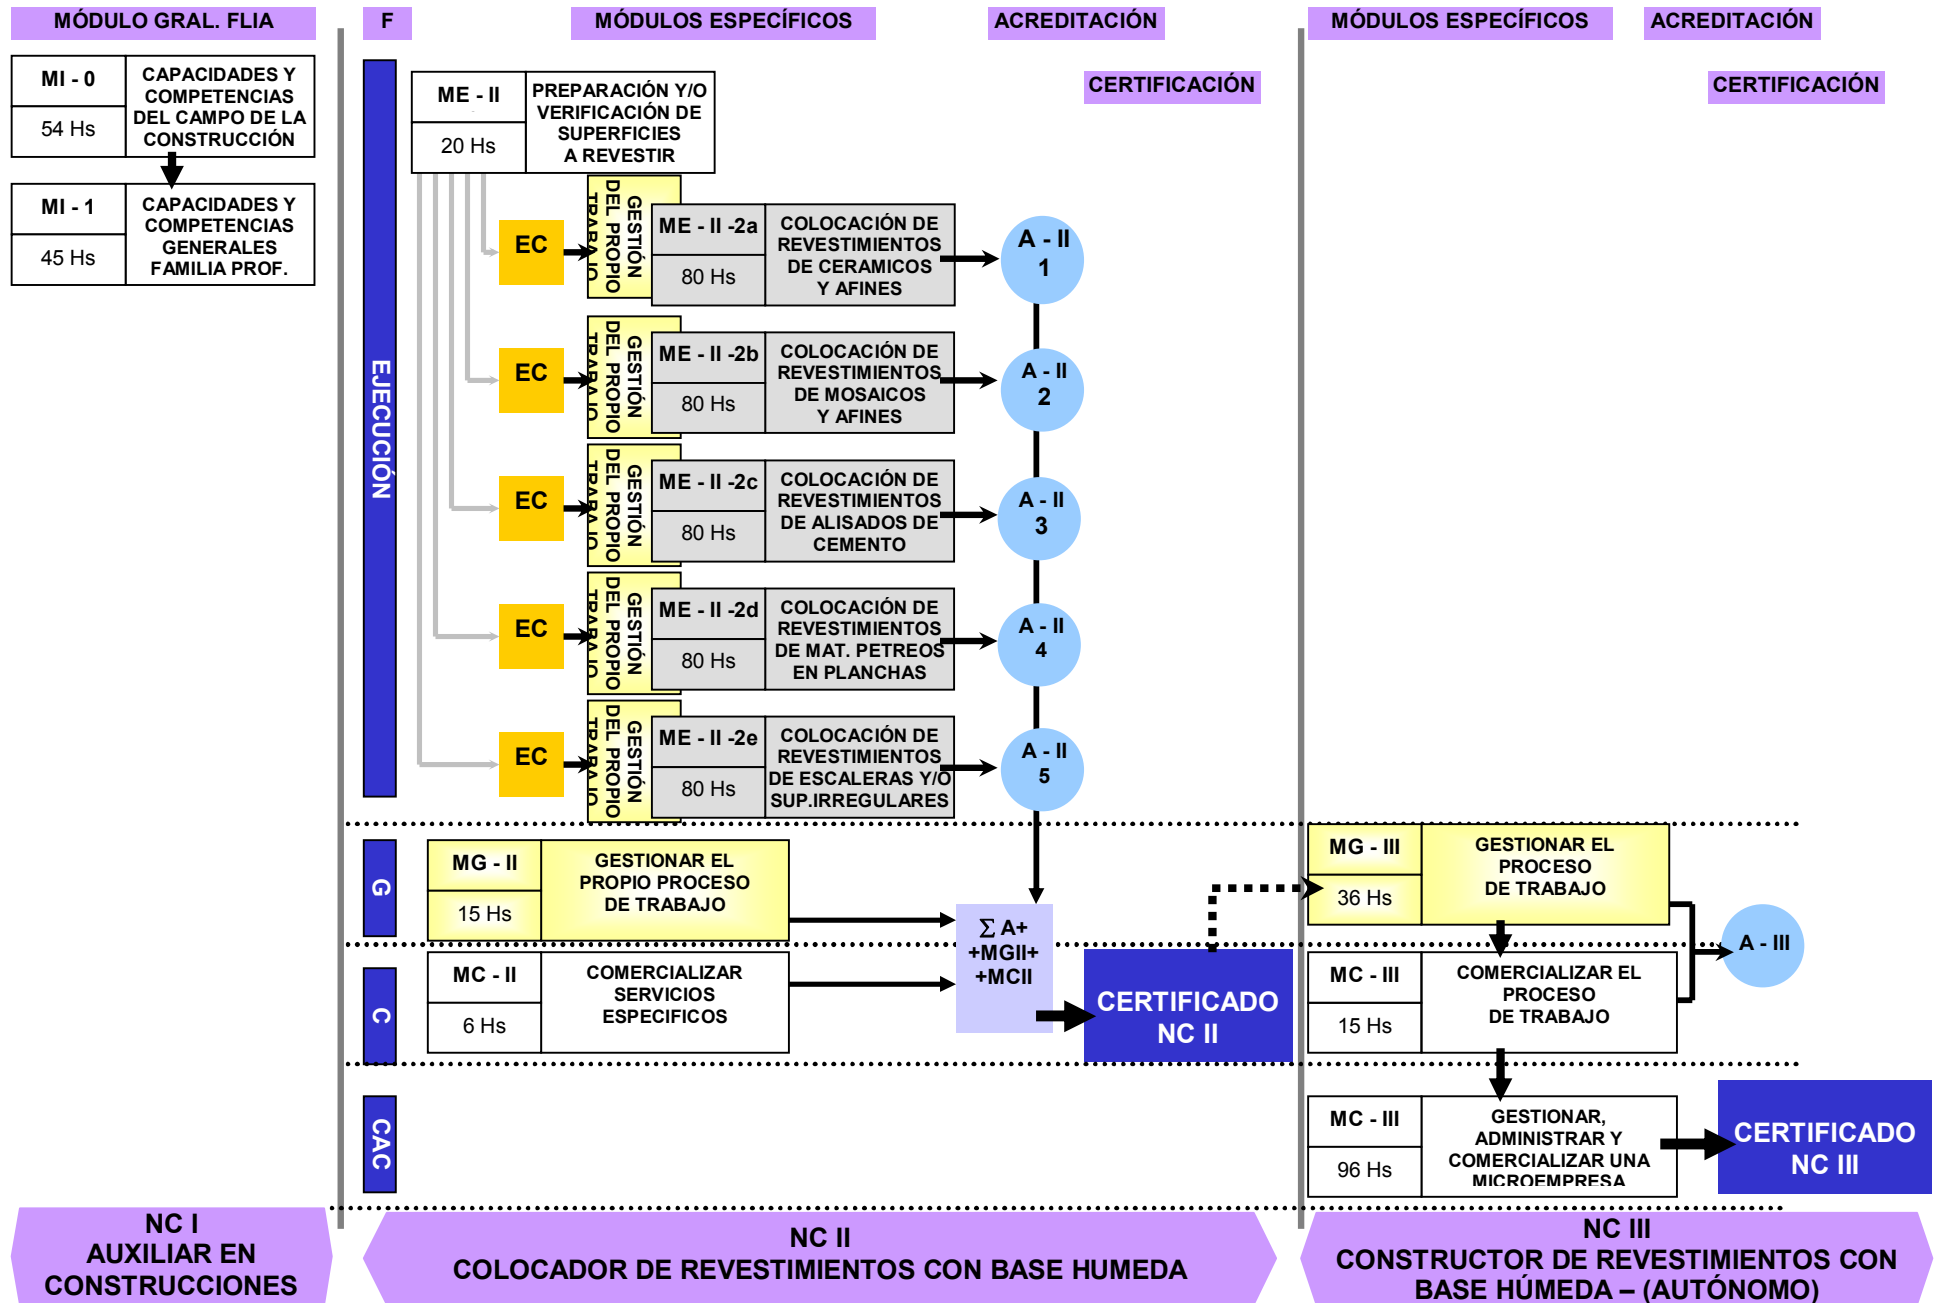 MÓDULO GRAL. FLIA
F
MÓDULOS ESPECÍFICOS
ACREDITACIÓN
MÓDULOS ESPECÍFICOS
ACREDITACIÓN
CERTIFICACIÓN
CERTIFICACIÓN
MI - 0
54 Hs
CAPACIDADES Y
COMPETENCIAS
DEL CAMPO DE LA
CONSTRUCCIÓN
MI - 1
45 Hs
CAPACIDADES Y
COMPETENCIAS
GENERALES
FAMILIA PROF.
EJECUCIÓN
ME - II
20 Hs
PREPARACIÓN Y/O
VERIFICACIÓN DE
SUPERFICIES
A REVESTIR
EC
GESTIÓN
DEL PROPIO
TRABAJO
ME - II -2a
80 Hs
COLOCACIÓN DE
REVESTIMIENTOS
DE CERAMICOS
Y AFINES
A - II
1
EC
GESTIÓN
DEL PROPIO
TRABAJO
ME - II -2b
80 Hs
COLOCACIÓN DE
REVESTIMIENTOS
DE MOSAICOS
Y AFINES
A - II
2
EC
GESTIÓN
DEL PROPIO
TRABAJO
ME - II -2c
80 Hs
COLOCACIÓN DE
REVESTIMIENTOS
DE ALISADOS DE
CEMENTO
A - II
3
EC
GESTIÓN
DEL PROPIO
TRABAJO
ME - II -2d
80 Hs
COLOCACIÓN DE
REVESTIMIENTOS
DE MAT. PETREOS
EN PLANCHAS
A - II
4
EC
GESTIÓN
DEL PROPIO
TRABAJO
ME - II -2e
80 Hs
COLOCACIÓN DE
REVESTIMIENTOS
DE ESCALERAS Y/O
SUP.IRREGULARES
A - II
5
G
MG - II
15 Hs
GESTIONAR EL
PROPIO PROCESO
DE TRABAJO
C
MC - II
6 Hs
COMERCIALIZAR
SERVICIOS
ESPECIFICOS
Σ A+
+MGII+
+MCII
CERTIFICADO
NC II
CAC
MG - III
36 Hs
GESTIONAR EL
PROCESO
DE TRABAJO
MC - III
15 Hs
COMERCIALIZAR EL
PROCESO
DE TRABAJO
A - III
MC - III
96 Hs
GESTIONAR,
ADMINISTRAR Y
COMERCIALIZAR UNA
MICROEMPRESA
CERTIFICADO
NC III
NC I
AUXILIAR EN
CONSTRUCCIONES
NC II
COLOCADOR DE REVESTIMIENTOS CON BASE HUMEDA
NC III
CONSTRUCTOR DE REVESTIMIENTOS CON
BASE HÚMEDA – (AUTÓNOMO)